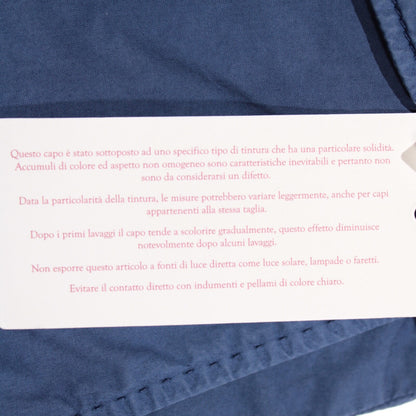 Questo capo è stato sottoposto ad uno specifico tipo di tintura che ha una particolare solidità.
Accumuli di colore ed aspetto non omogeneo sono caratteristiche inevitabili e pertanto non
sono da considerarsi un difetto.
Data la particolarità della tintura, le misure potrebbero variare leggermente, anche per capi
appartenenti alla stessa taglia.
Dopo i primi lavaggi il capo tende a scolorire gradualmente, questo effetto diminuisce
notevolmente dopo alcuni lavaggi.
Non esporre questo articolo a fonti di luce diretta come luce solare, lampade o faretti.
Evitare il contatto diretto con indumenti e pellami di colore chiaro.